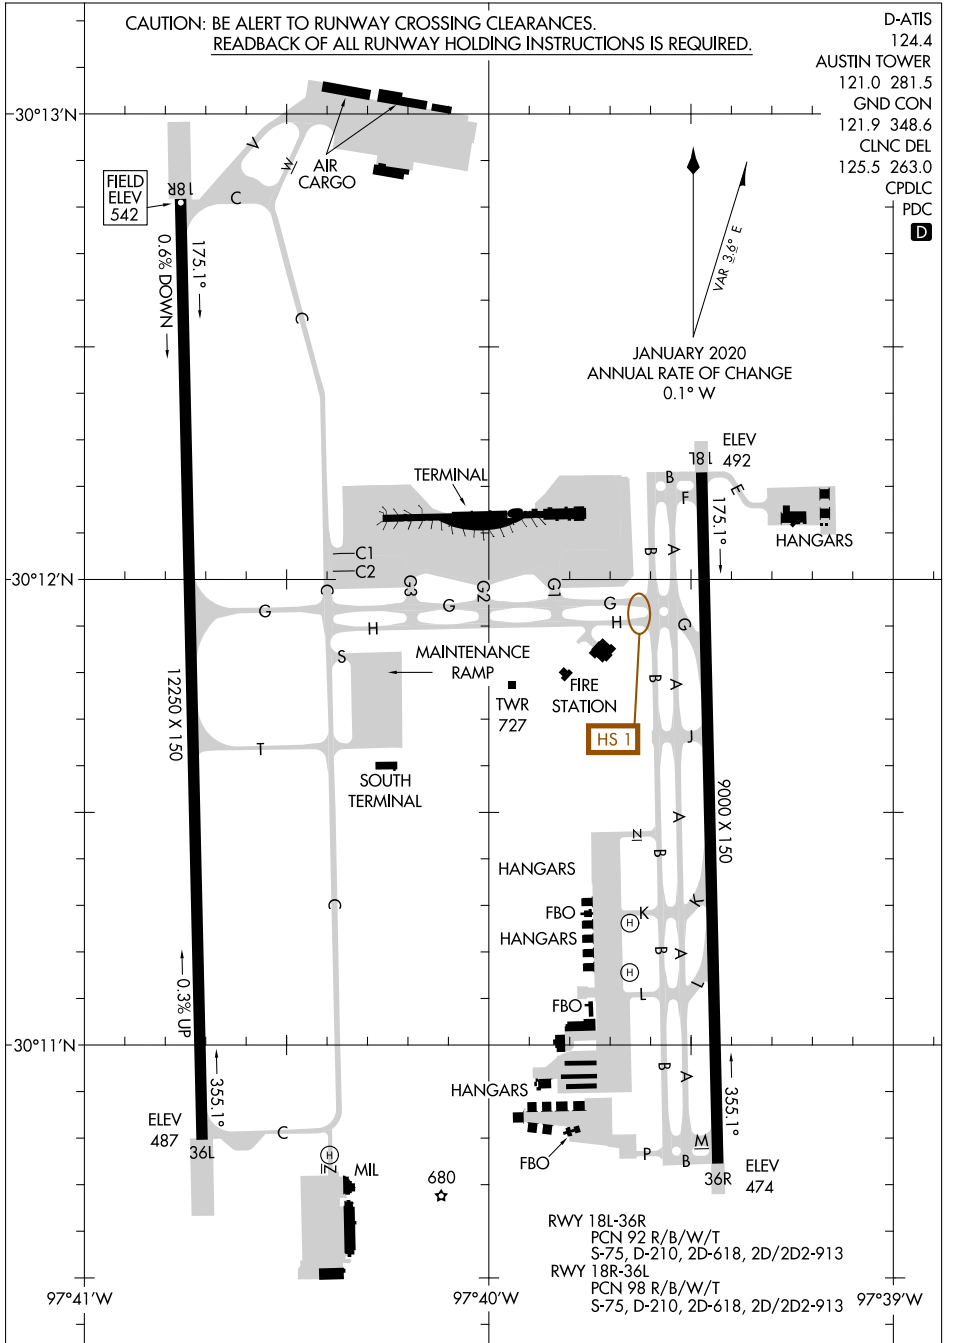 CAUTION: BE ALERT TO RUNWAY CROSSING CLEARANCES.
READBACK OF ALL RUNWAY HOLDING INSTRUCTIONS IS REQUIRED.
D-ATIS
124.4
AUSTIN TOWER
121.0 281.5
GND CON
121.9 348.6
CLNC DEL
125.5 263.0
CPDLC
PDC
D
30°13'N
V
W
AIR
CARGO
FIELD
ELEV
542
18R
C
175.1°
0.6% DOWN
VAR 3.6° E
C
JANUARY 2020
ANNUAL RATE OF CHANGE
0.1° W
ELEV
492
18L
TERMINAL
B
F
E
175.1°
HANGARS
B
A
C1
C2
30°12'N
C
G3
G2
G1
G
G
G
H
H
G
S
MAINTENANCE
RAMP
FIRE
STATION
TWR
727
B
A
12250 X 150
HS 1
J
T
SOUTH
TERMINAL
9000 X 150
A
N
B
HANGARS
C
FBO
K
K
H
HANGARS
B
A
H
L
L
0.3% UP
FBO
30°11'N
B
A
355.1°
355.1°
HANGARS
ELEV
487
C
36L
M
H
N
MIL
680
FBO
P
B
36R
ELEV
474
RWY 18L-36R
PCN 92 R/B/W/T
S-75, D-210, 2D-618, 2D/2D2-913
RWY 18R-36L
PCN 98 R/B/W/T
S-75, D-210, 2D-618, 2D/2D2-913
97°41'W
97°40'W
97°39'W